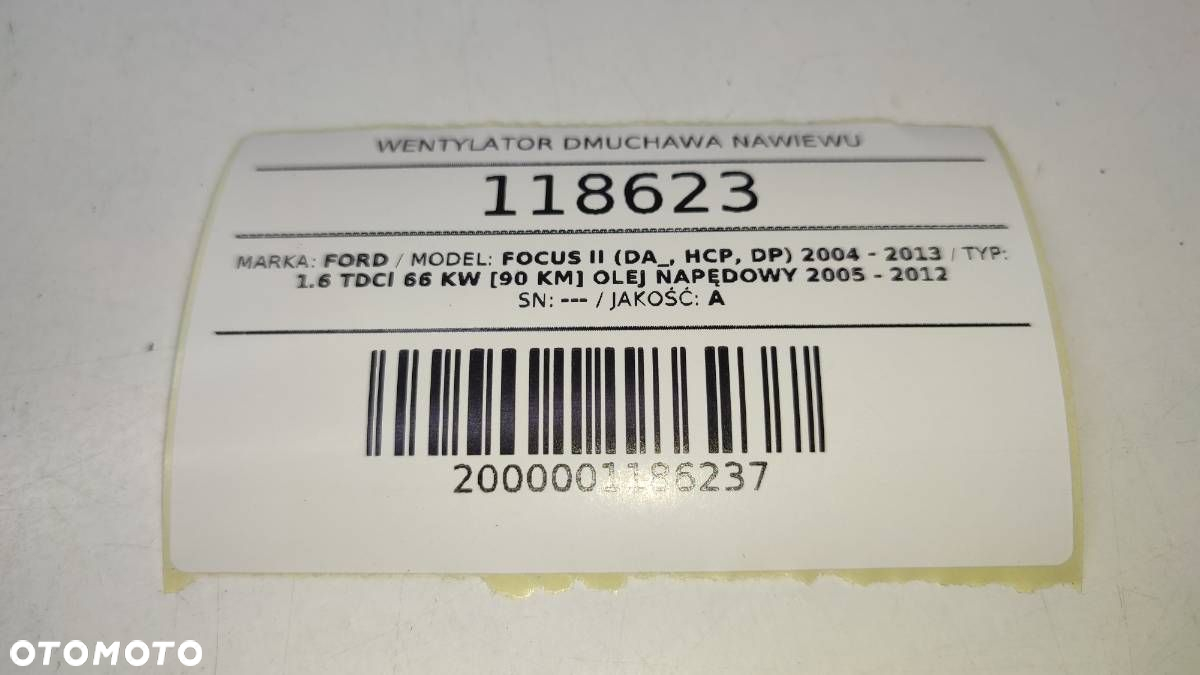 WENTYLATOR DMUCHAWA NAWIEWU
118623
MARKA: FORD / MODEL: FOCUS II (DA_, HCP, DP) 2004 - 2013 / TYP:
1.6 TDCI 66 KW [90 KM] OLEJ NAPĘDOWY 2005 - 2012
SN: --- / JAKOŚĆ: A
2000001186237
OTOMOTO